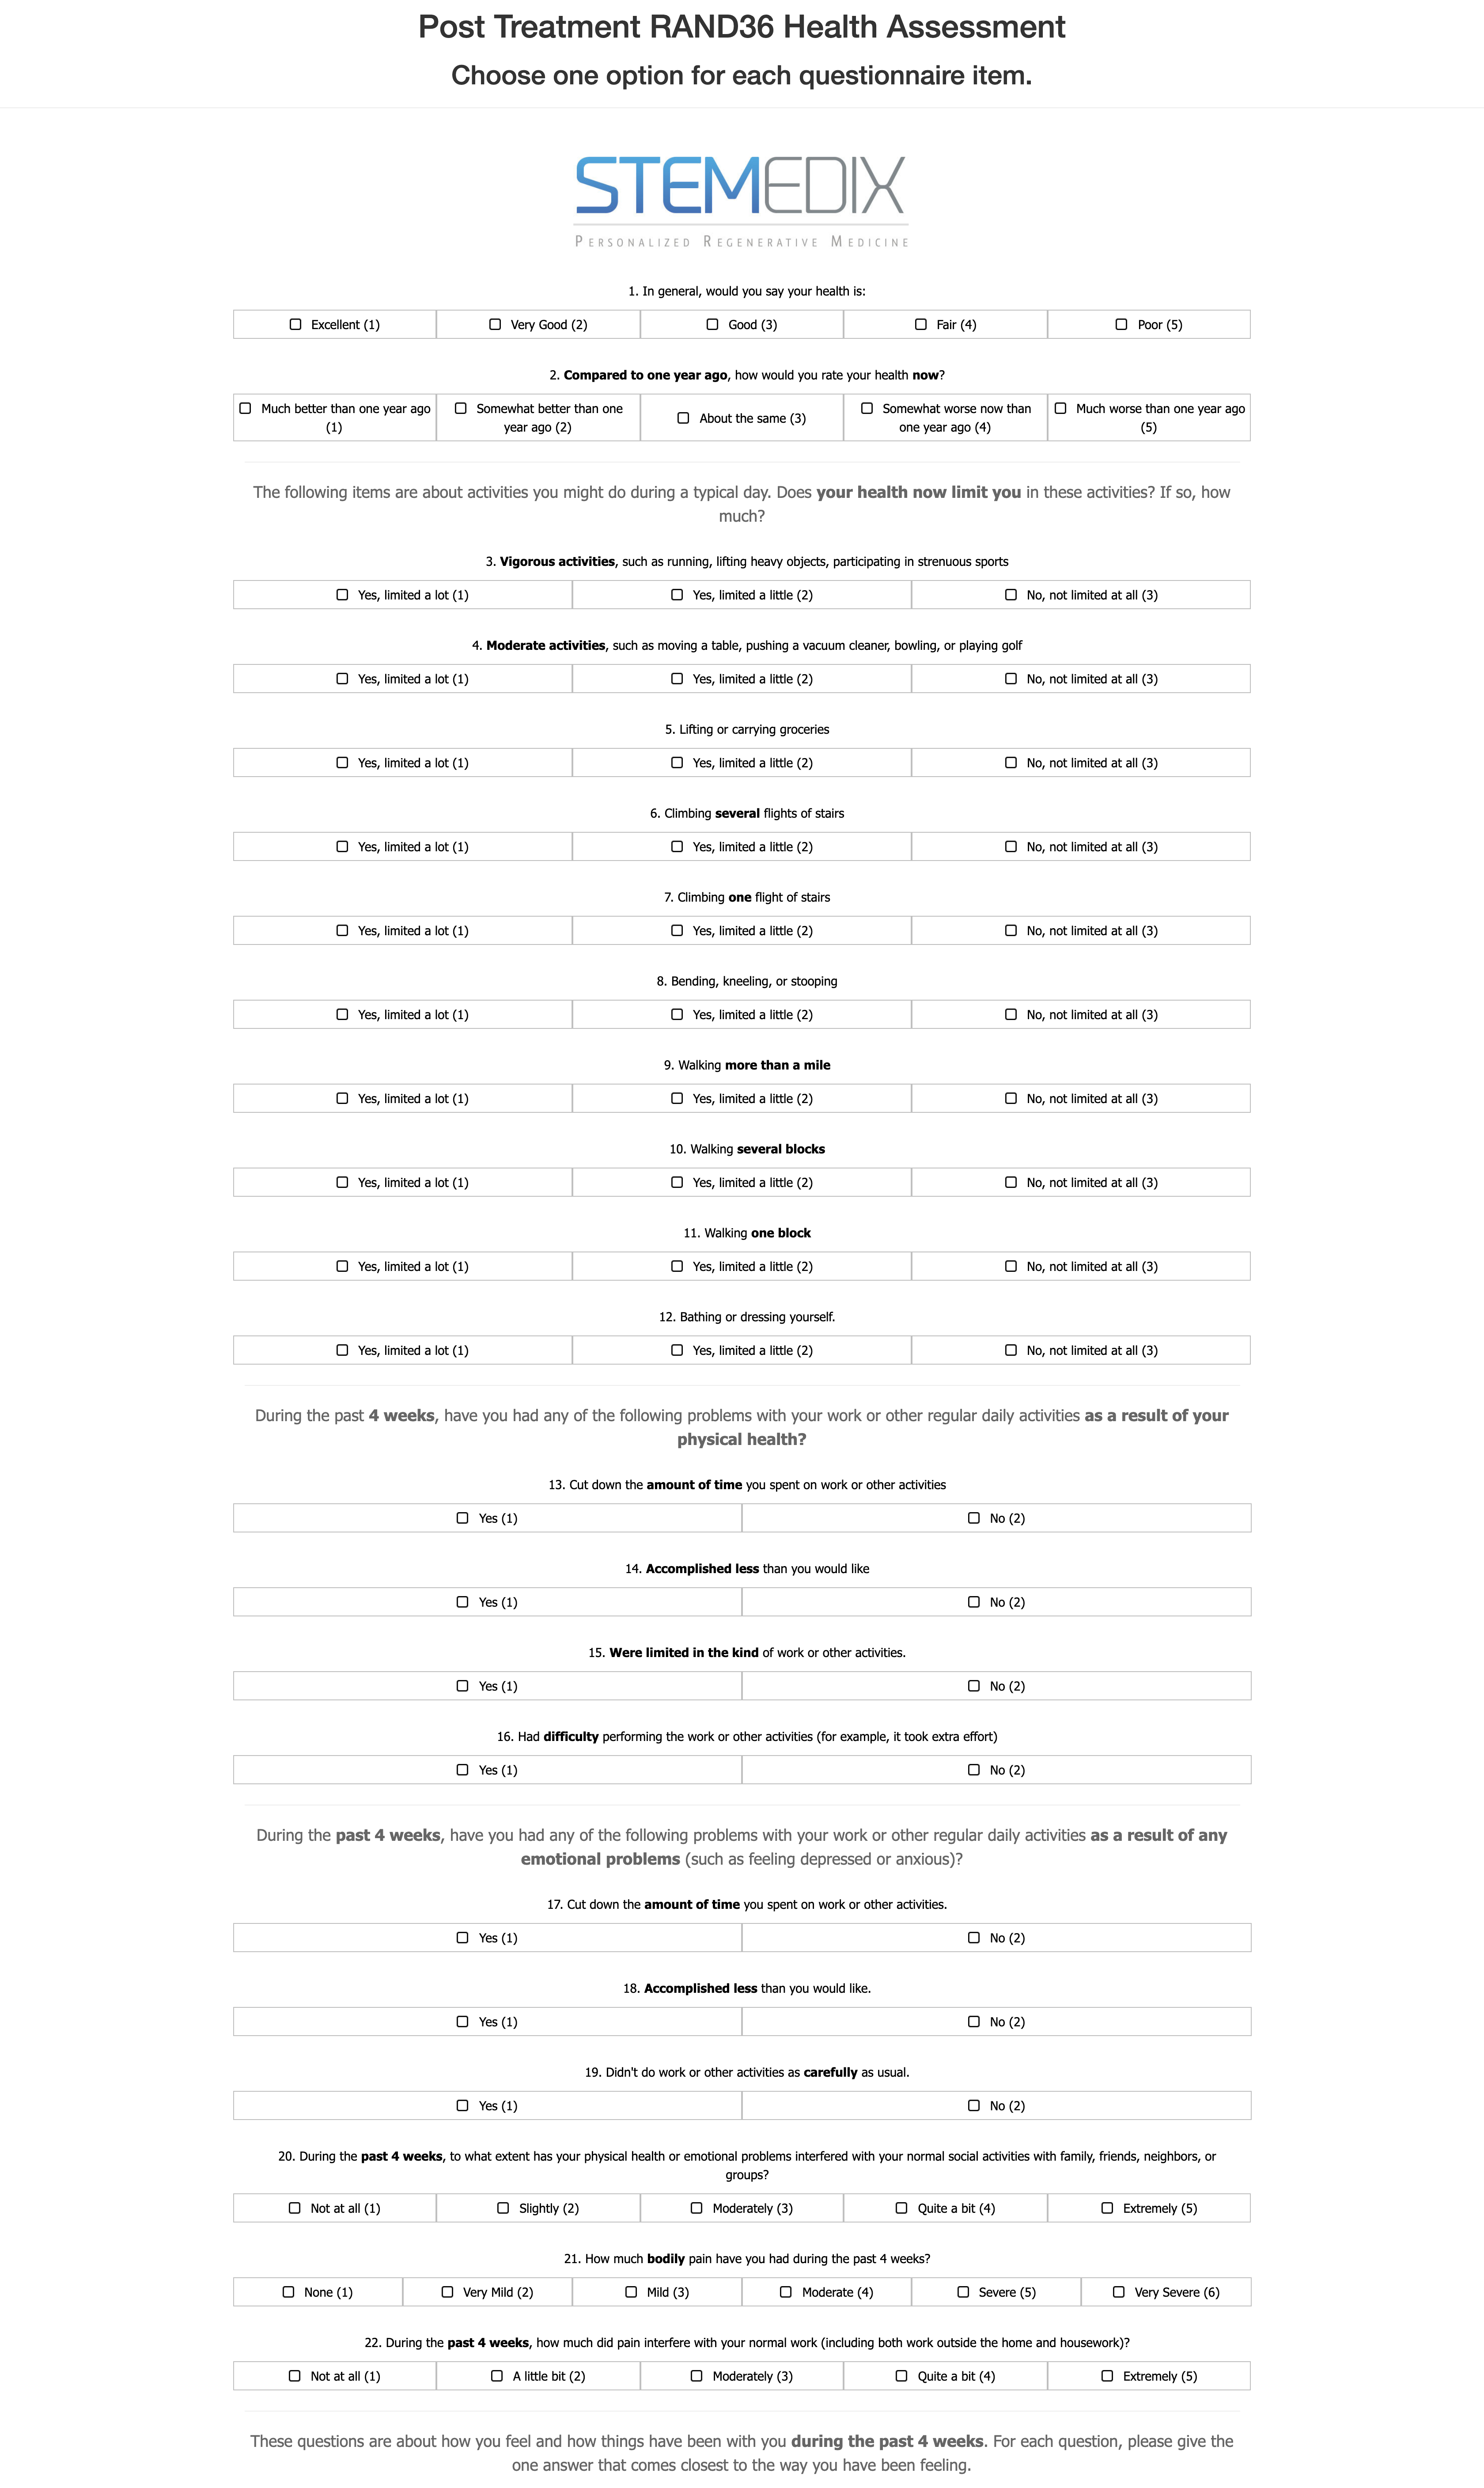 Post Treatment RAND36 Health Assessment
Choose one option for each questionnaire item.
STEMEDIX
PERSONALIZED REGENERATIVE MEDICINE
1. In general, would you say your health is:
Excellent (1) Very Good (2) Good (3) Fair (4) Poor (5)
2. Compared to one year ago, how would you rate your health now?
Much better than one year ago (1) Somewhat better than one year ago (2) About the same (3) Somewhat worse now than one year ago (4) Much worse than one year ago (5)
The following items are about activities you might do during a typical day. Does your health now limit you in these activities? If so, how
much?
3. Vigorous activities, such as running, lifting heavy objects, participating in strenuous sports
Yes, limited a lot (1) Yes, limited a little (2) No, not limited at all (3)
4. Moderate activities, such as moving a table, pushing a vacuum cleaner, bowling, or playing golf
Yes, limited a lot (1) Yes, limited a little (2) No, not limited at all (3)
5. Lifting or carrying groceries
Yes, limited a lot (1) Yes, limited a little (2) No, not limited at all (3)
6. Climbing several flights of stairs
Yes, limited a lot (1) Yes, limited a little (2) No, not limited at all (3)
7. Climbing one flight of stairs
Yes, limited a lot (1) Yes, limited a little (2) No, not limited at all (3)
8. Bending, kneeling, or stooping
Yes, limited a lot (1) Yes, limited a little (2) No, not limited at all (3)
9. Walking more than a mile
Yes, limited a lot (1) Yes, limited a little (2) No, not limited at all (3)
10. Walking several blocks
Yes, limited a lot (1) Yes, limited a little (2) No, not limited at all (3)
11. Walking one block
Yes, limited a lot (1) Yes, limited a little (2) No, not limited at all (3)
12. Bathing or dressing yourself.
Yes, limited a lot (1) Yes, limited a little (2) No, not limited at all (3)
During the past 4 weeks, have you had any of the following problems with your work or other regular daily activities as a result of your
physical health?
13. Cut down the amount of time you spent on work or other activities
Yes (1) No (2)
14. Accomplished less than you would like
Yes (1) No (2)
15. Were limited in the kind of work or other activities.
Yes (1) No (2)
16. Had difficulty performing the work or other activities (for example, it took extra effort)
Yes (1) No (2)
During the past 4 weeks, have you had any of the following problems with your work or other regular daily activities as a result of any
emotional problems (such as feeling depressed or anxious)?
17. Cut down the amount of time you spent on work or other activities.
Yes (1) No (2)
18. Accomplished less than you would like.
Yes (1) No (2)
19. Didn't do work or other activities as carefully as usual.
Yes (1) No (2)
20. During the past 4 weeks, to what extent has your physical health or emotional problems interfered with your normal social activities with family, friends, neighbors, or
groups?
Not at all (1) Slightly (2) Moderately (3) Quite a bit (4) Extremely (5)
21. How much bodily pain have you had during the past 4 weeks?
None (1) Very Mild (2) Mild (3) Moderate (4) Severe (5) Very Severe (6)
22. During the past 4 weeks, how much did pain interfere with your normal work (including both work outside the home and housework)?
Not at all (1) A little bit (2) Moderately (3) Quite a bit (4) Extremely (5)
These questions are about how you feel and how things have been with you during the past 4 weeks. For each question, please give the
one answer that comes closest to the way you have been feeling.